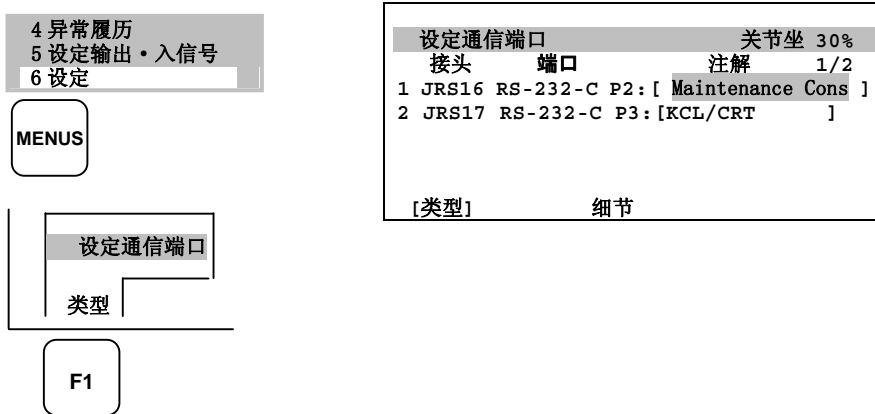 4 异常履历
5 设定输出·入信号
6 设定
MENUS
设定通信端口
类型
F1
设定通信端口 关节坐 30%
接头 端口 注解 1/2
1 JRS16 RS-232-C P2:[ Maintenance Cons ]
2 JRS17 RS-232-C P3:[KCL/CRT ]
[类型] 细节